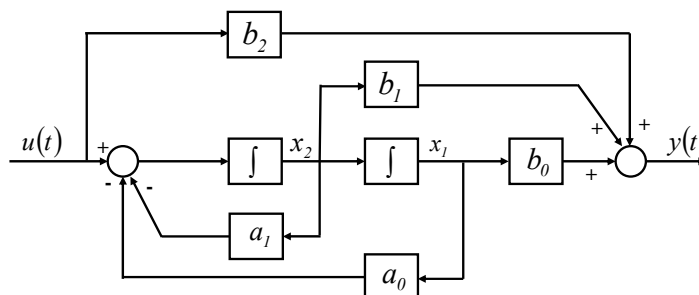 b₂
b₁
u(t)
+
-
-
∫
x₂
∫
x₁
b₀
+
+
+
y(t
a₁
a₀